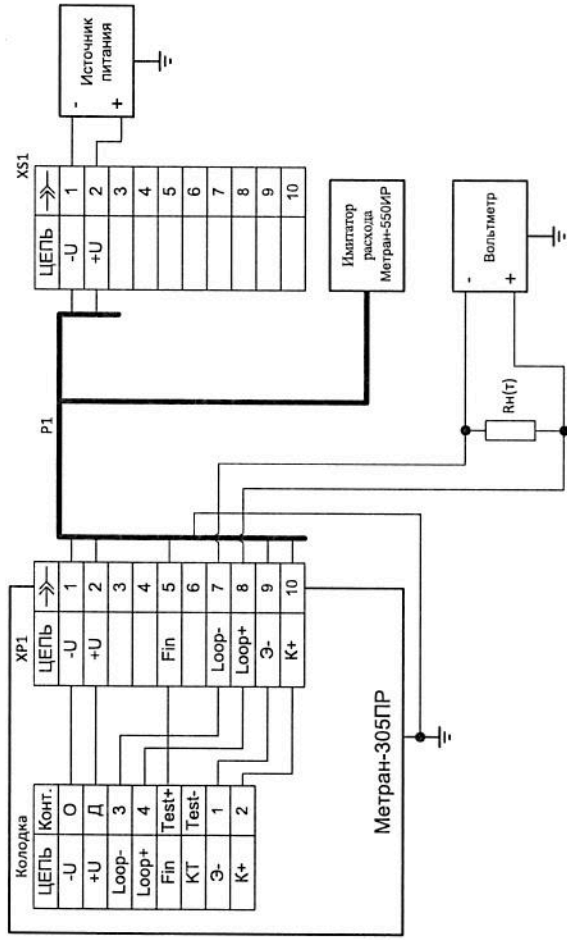 Колодка
ЦЕПЬ Конт.
-U О
+U Д
Loop- 3
Loop+ 4
Fin Test+
КТ Test-
Э- 1
К+ 2
XP1
ЦЕПЬ
-U 1
+U 2
3
4
Fin 5
6
Loop- 7
Loop+ 8
Э- 9
К+ 10
Метран-305ПР
P1
XS1
ЦЕПЬ
-U 1
+U 2
3
4
5
6
7
8
9
10
Источник
питания
-
+
Имитатор
расхода
Метран-550ИР
Вольтметр
-
+
Rн(т)